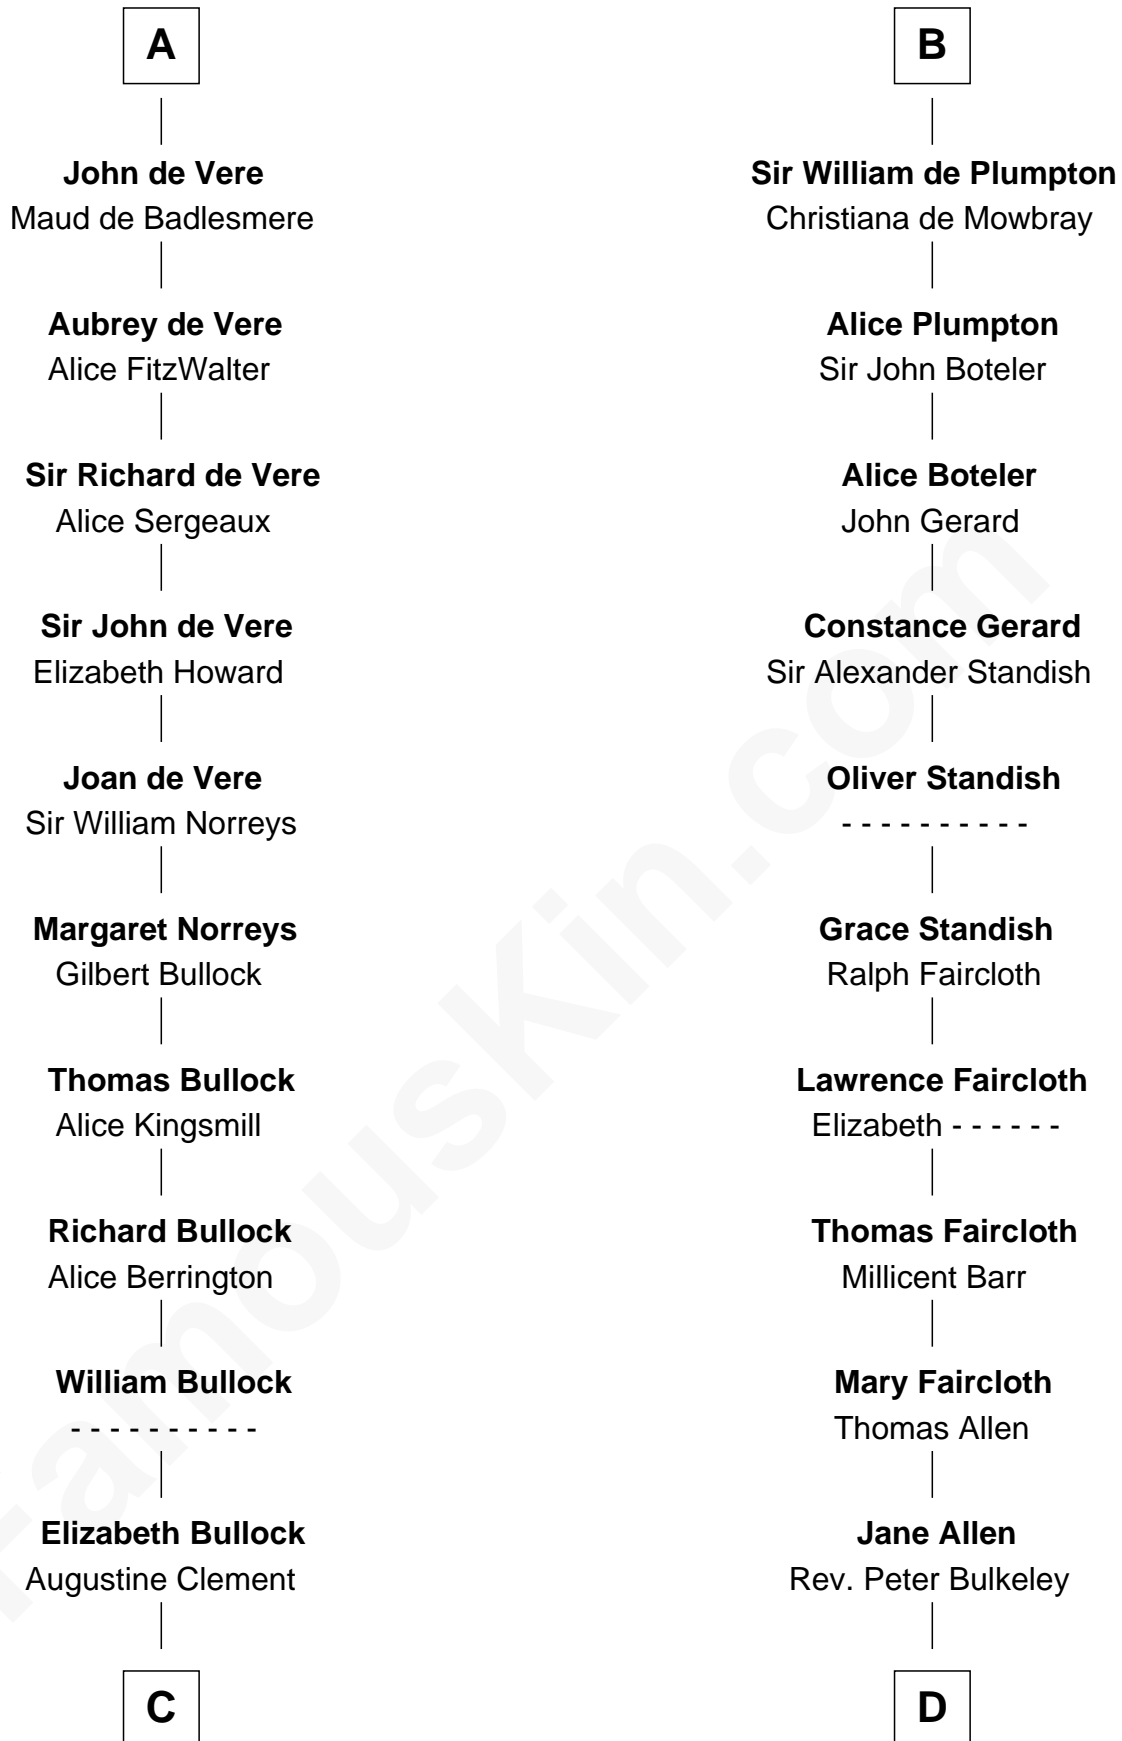 A
John de Vere
Maud de Badlesmere
Aubrey de Vere
Alice FitzWalter
Sir Richard de Vere
Alice Sergeaux
Sir John de Vere
Elizabeth Howard
Joan de Vere
Sir William Norreys
Margaret Norreys
Gilbert Bullock
Thomas Bullock
Alice Kingsmill
Richard Bullock
Alice Berrington
William Bullock
- - - - - - - - - -
Elizabeth Bullock
Augustine Clement
C
B
Sir William de Plumpton
Christiana de Mowbray
Alice Plumpton
Sir John Boteler
Alice Boteler
John Gerard
Constance Gerard
Sir Alexander Standish
Oliver Standish
- - - - - - - - - -
Grace Standish
Ralph Faircloth
Lawrence Faircloth
Elizabeth - - - - - -
Thomas Faircloth
Millicent Barr
Mary Faircloth
Thomas Allen
Jane Allen
Rev. Peter Bulkeley
D
FamousKin.com